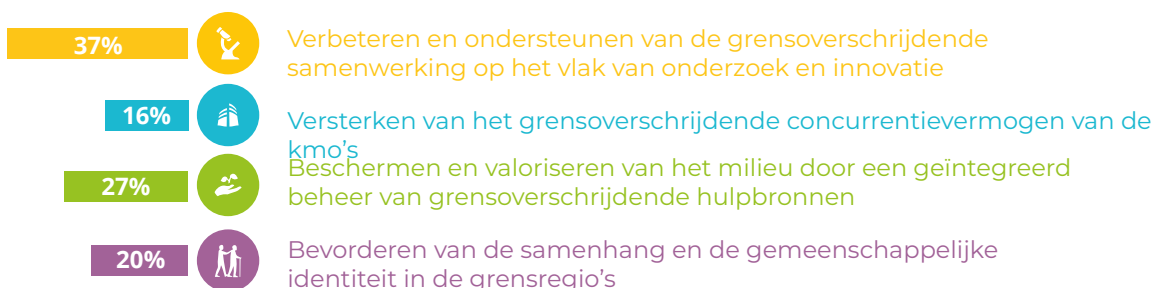 37%
Verbeteren en ondersteunen van de grensoverschrijdende
samenwerking op het vlak van onderzoek en innovatie
16%
Versterken van het grensoverschrijdende concurrentievermogen van de
kmo's
27%
Beschermen en valoriseren van het milieu door een geïntegreerd
beheer van grensoverschrijdende hulpbronnen
20%
Bevorderen van de samenhang en de gemeenschappelijke
identiteit in de grensregio's